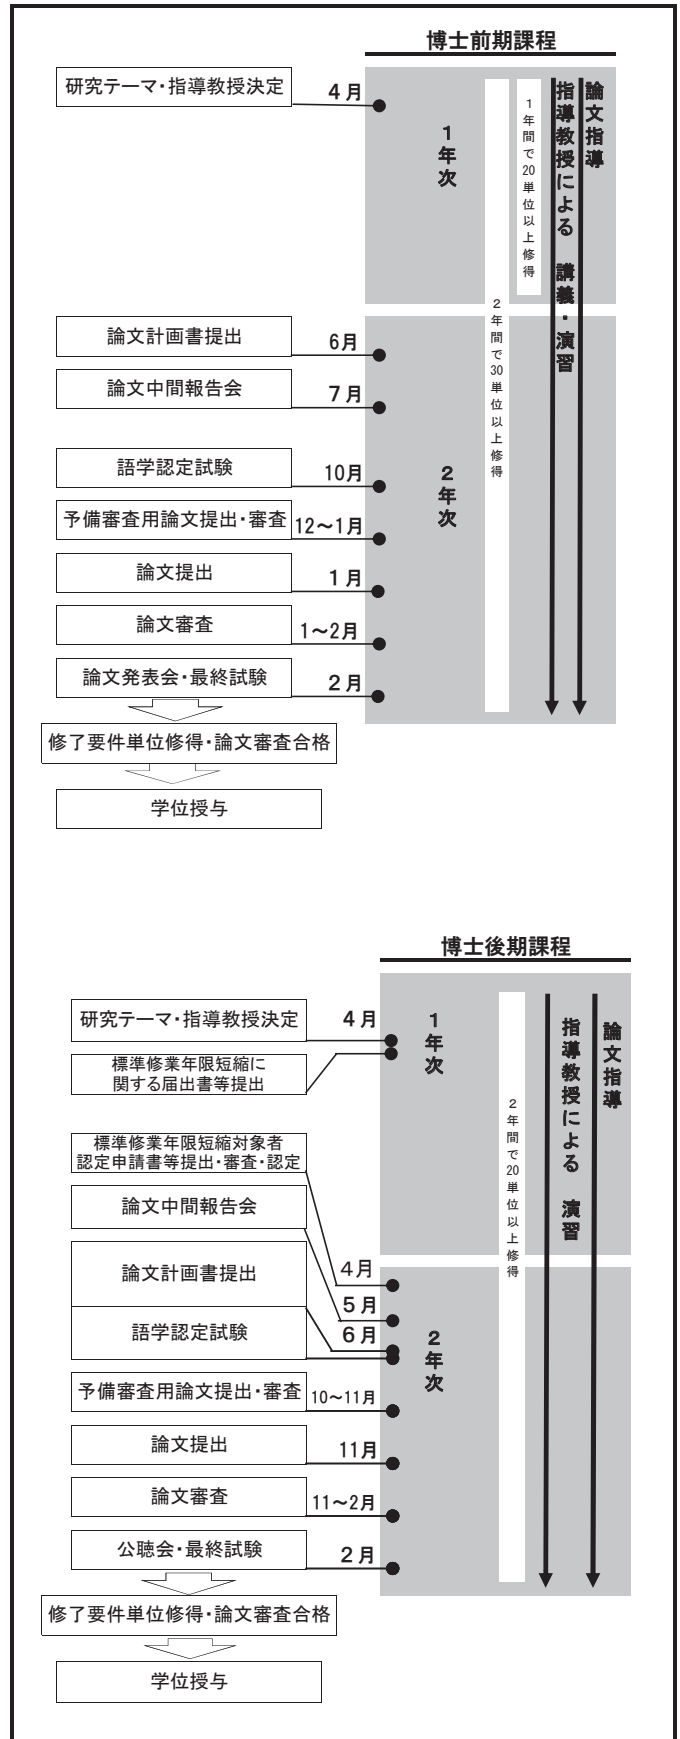 博士前期課程
研究テーマ・指導教授決定
4月
1年次
1年間で20単位以上修得
2年間で30単位以上修得
指導教授による 講義・演習
論文指導
論文計画書提出
6月
論文中間報告会
7月
2年次
語学認定試験
10月
予備審査用論文提出・審査
12～1月
論文提出
1月
論文審査
1～2月
論文発表会・最終試験
2月
修了要件単位修得・論文審査合格
学位授与
博士後期課程
研究テーマ・指導教授決定
4月
1年次
標準修業年限短縮に
関する届出書等提出
2年間で20単位以上修得
指導教授による 演習
論文指導
標準修業年限短縮対象者
認定申請書等提出・審査・認定
4月
論文中間報告会
5月
論文計画書提出
6月
語学認定試験
2年次
予備審査用論文提出・審査
10～11月
論文提出
11月
論文審査
11～2月
公聴会・最終試験
2月
修了要件単位修得・論文審査合格
学位授与